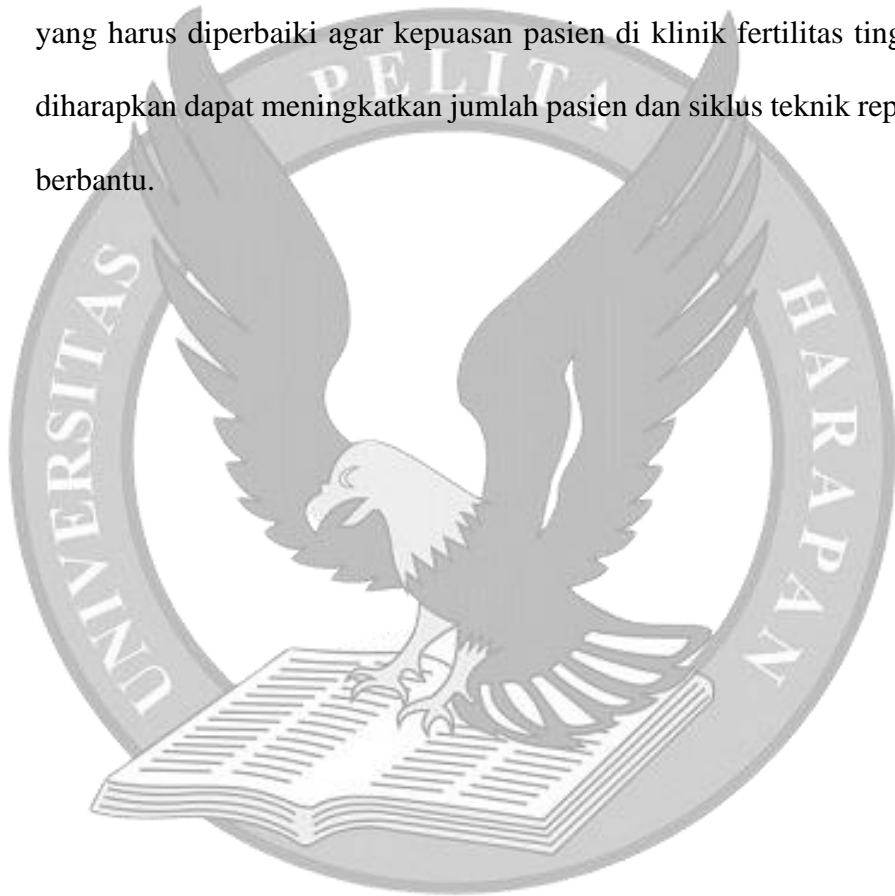 yang harus diperbaiki agar kepuasan pasien di klinik fertilitas ting
diharapkan dapat meningkatkan jumlah pasien dan siklus teknik rep
berbantu.
UNIVERSITAS PELITA HARAPAN